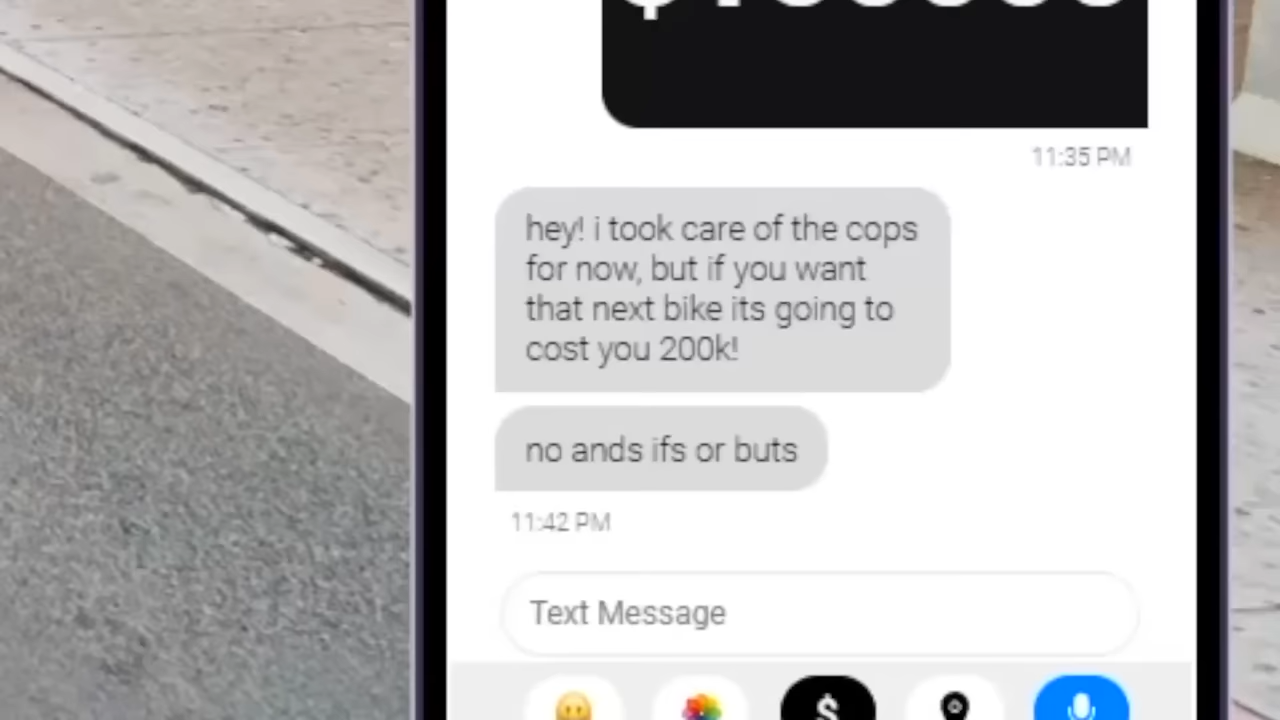 11:35 PM
hey! i took care of the cops
for now, but if you want
that next bike its going to
cost you 200k!
no ands ifs or buts
11:42 PM
Text Message
$